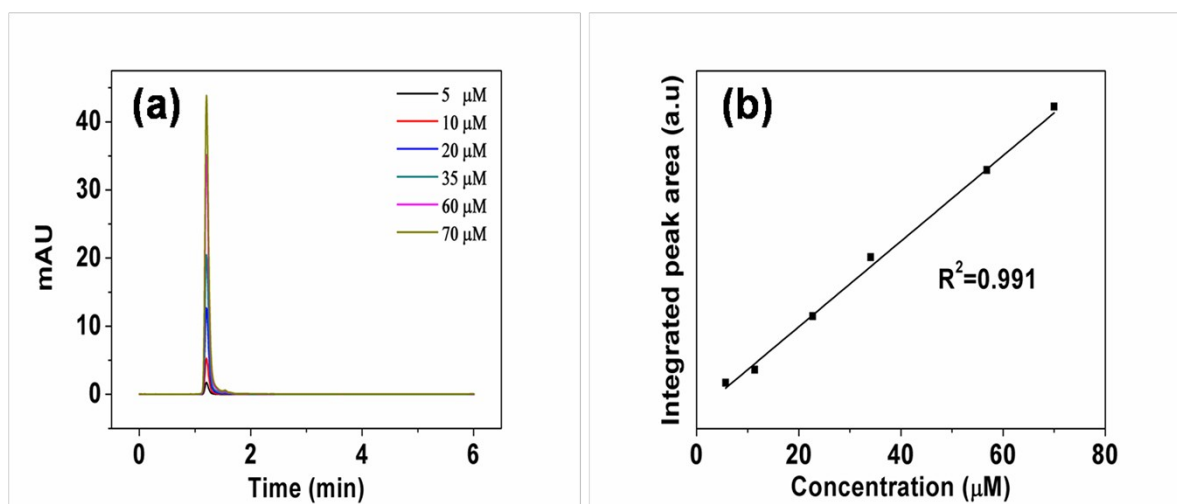 (a)
5 μM
10 μM
20 μM
35 μM
60 μM
70 μM
mAU
40
30
20
10
0
0 2 4 6
Time (min)
(b)
Integrated peak area (a.u)
R²=0.991
0 20 40 60 80
Concentration (μM)